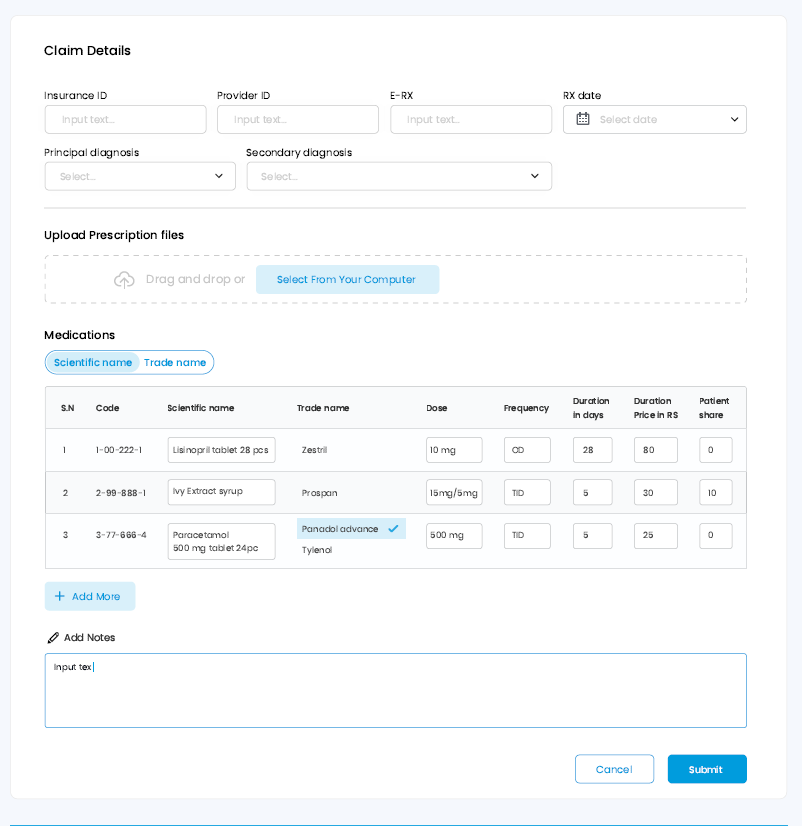 Claim Details
Insurance ID Provider ID E-RX RX date
Input text... Input text... Input text... Select date
Principal diagnosis Secondary diagnosis
Select... Select...
Upload Prescription files
Drag and drop or Select From Your Computer
Medications
Scientific name Trade name
S.N Code Scientific name Trade name Dose Frequency Duration in days Duration Price in RS Patient share
1 1-00-222-1 Lisinopril tablet 28 pcs Zestril 10 mg OD 28 80 0
2 2-99-888-1 Ivy Extract syrup Prospan 15mg/5mg TID 5 30 10
3 3-77-666-4 Paracetamol 500 mg tablet 24pc Panadol advance 500 mg TID 5 25 0
Tylenol
+ Add More
Add Notes
Input tex
Cancel Submit